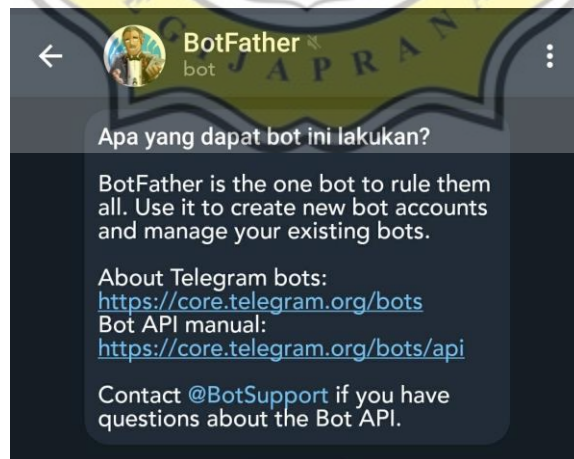 G I J A P R A N A
BotFather
bot
Apa yang dapat bot ini lakukan?
BotFather is the one bot to rule them
all. Use it to create new bot accounts
and manage your existing bots.
About Telegram bots:
https://core.telegram.org/bots
Bot API manual:
https://core.telegram.org/bots/api
Contact @BotSupport if you have
questions about the Bot API.